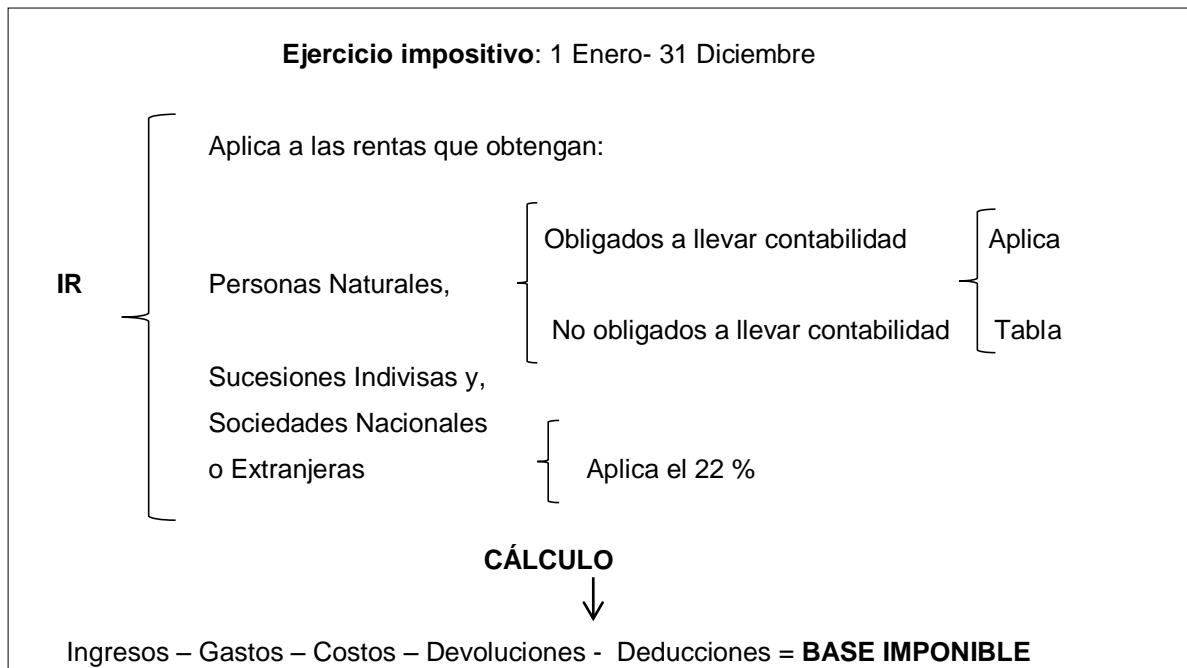 Ejercicio impositivo: 1 Enero- 31 Diciembre
Aplica a las rentas que obtengan:
Obligados a llevar contabilidad Aplica
IR Personas Naturales,
No obligados a llevar contabilidad Tabla
Sucesiones Indivisas y,
Sociedades Nacionales
o Extranjeras Aplica el 22 %
CÁLCULO
Ingresos – Gastos – Costos – Devoluciones - Deducciones = BASE IMPONIBLE